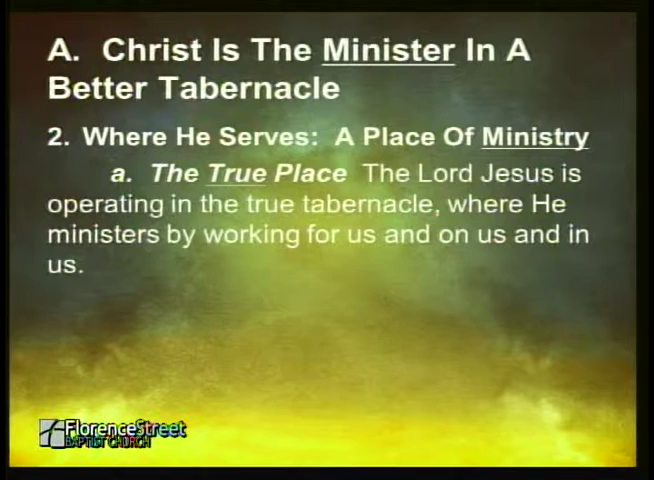 A. Christ Is The Minister In A
Better Tabernacle
2. Where He Serves: A Place Of Ministry
a. The True Place The Lord Jesus is
operating in the true tabernacle, where He
ministers by working for us and on us and in
us.
FlorenceStreet
BAPTIST CHURCH